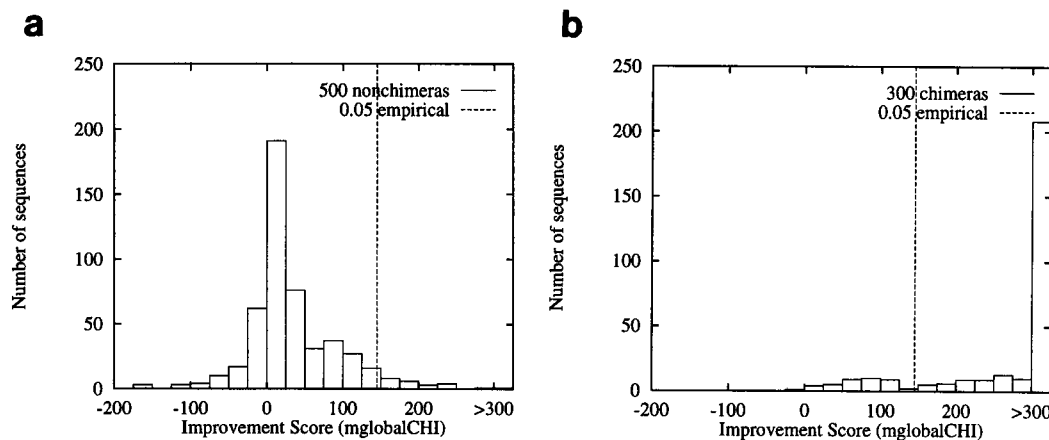 a
250
200
150
100
50
0
Number of sequences
500 nonchimeras
0.05 empirical
-200
-100
0
100
200
>300
Improvement Score (mglobalCHI)
b
250
200
150
100
50
0
Number of sequences
300 chimeras
0.05 empirical
-200
-100
0
100
200
>300
Improvement Score (mglobalCHI)